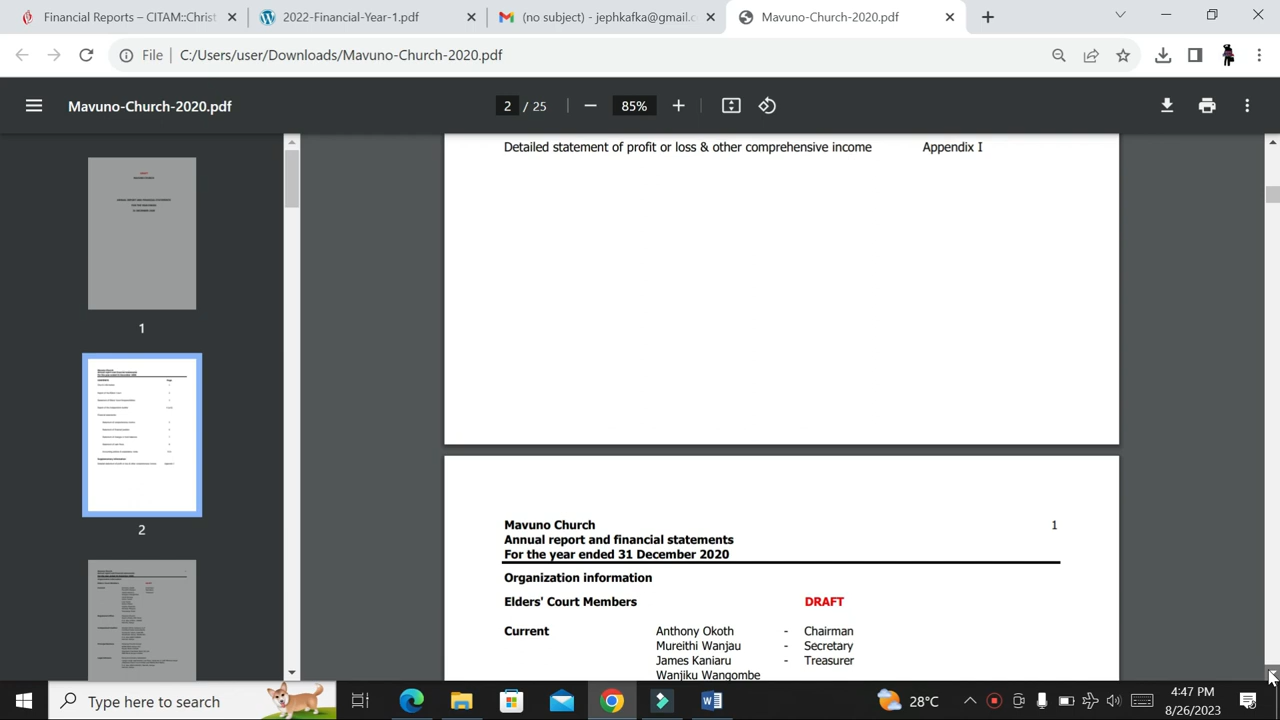 Financial Reports – CITAM::Christ
2022-Financial-Year-1.pdf
(no subject) - jephkafka@gmail.c
Mavuno-Church-2020.pdf
File
C:/Users/user/Downloads/Mavuno-Church-2020.pdf
Mavuno-Church-2020.pdf
2 / 25
85%
1
2
Detailed statement of profit or loss & other comprehensive income Appendix I
Mavuno Church 1
Annual report and financial statements
For the year ended 31 December 2020
Organization information
Elders' Court Members DRAFT
Current Anthony Okoth - Chairman
Mureithi Wanjau - Secretary
James Kaniaru - Treasurer
Wanjiku Wangombe
Type here to search
28°C
4:47 PM
8/26/2023